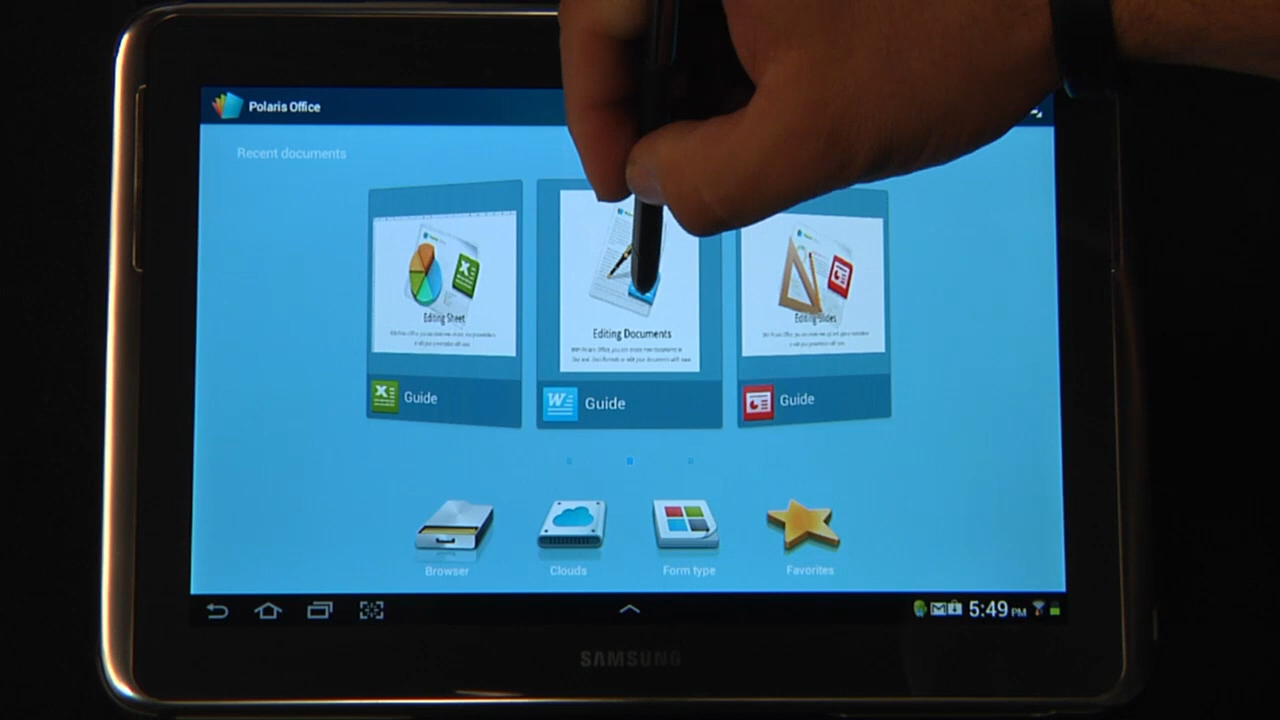 Polaris Office
Recent documents
Editing Sheet
Editing Documents
Editing Slides
Guide
Guide
Guide
Browser
Clouds
Form type
Favorites
5:49 PM
SAMSUNG